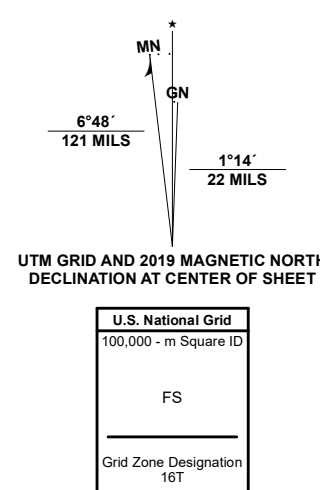 MN
GN
6°48´
121 MILS
1°14´
22 MILS
UTM GRID AND 2019 MAGNETIC NORTH
DECLINATION AT CENTER OF SHEET
U.S. National Grid
100,000 - m Square ID
FS
Grid Zone Designation
16T